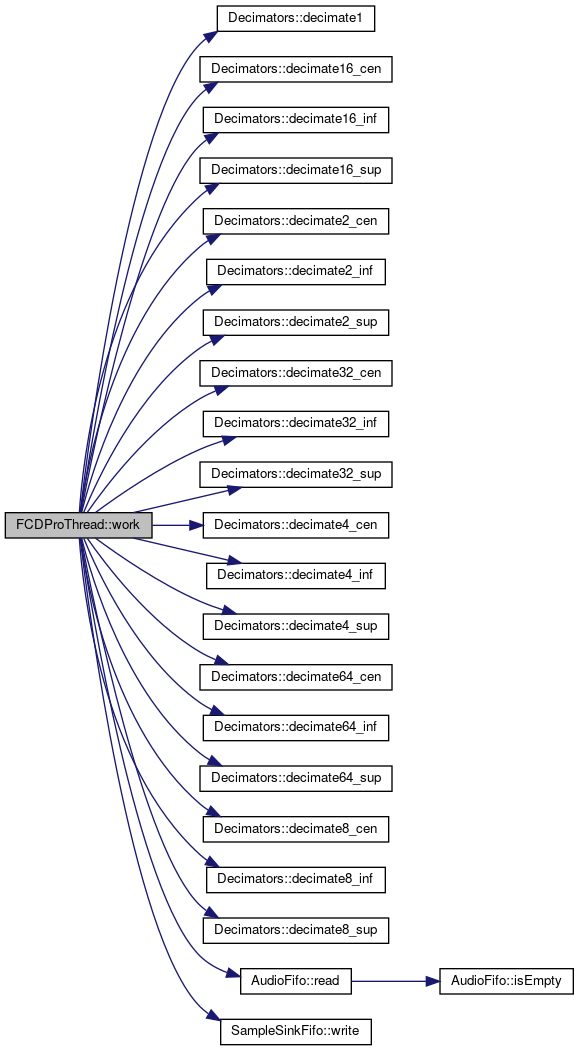 Decimators::decimate1
Decimators::decimate16_cen
Decimators::decimate16_inf
Decimators::decimate16_sup
Decimators::decimate2_cen
Decimators::decimate2_inf
Decimators::decimate2_sup
Decimators::decimate32_cen
Decimators::decimate32_inf
Decimators::decimate32_sup
FCDProThread::work
Decimators::decimate4_cen
Decimators::decimate4_inf
Decimators::decimate4_sup
Decimators::decimate64_cen
Decimators::decimate64_inf
Decimators::decimate64_sup
Decimators::decimate8_cen
Decimators::decimate8_inf
Decimators::decimate8_sup
AudioFifo::read
AudioFifo::isEmpty
SampleSinkFifo::write